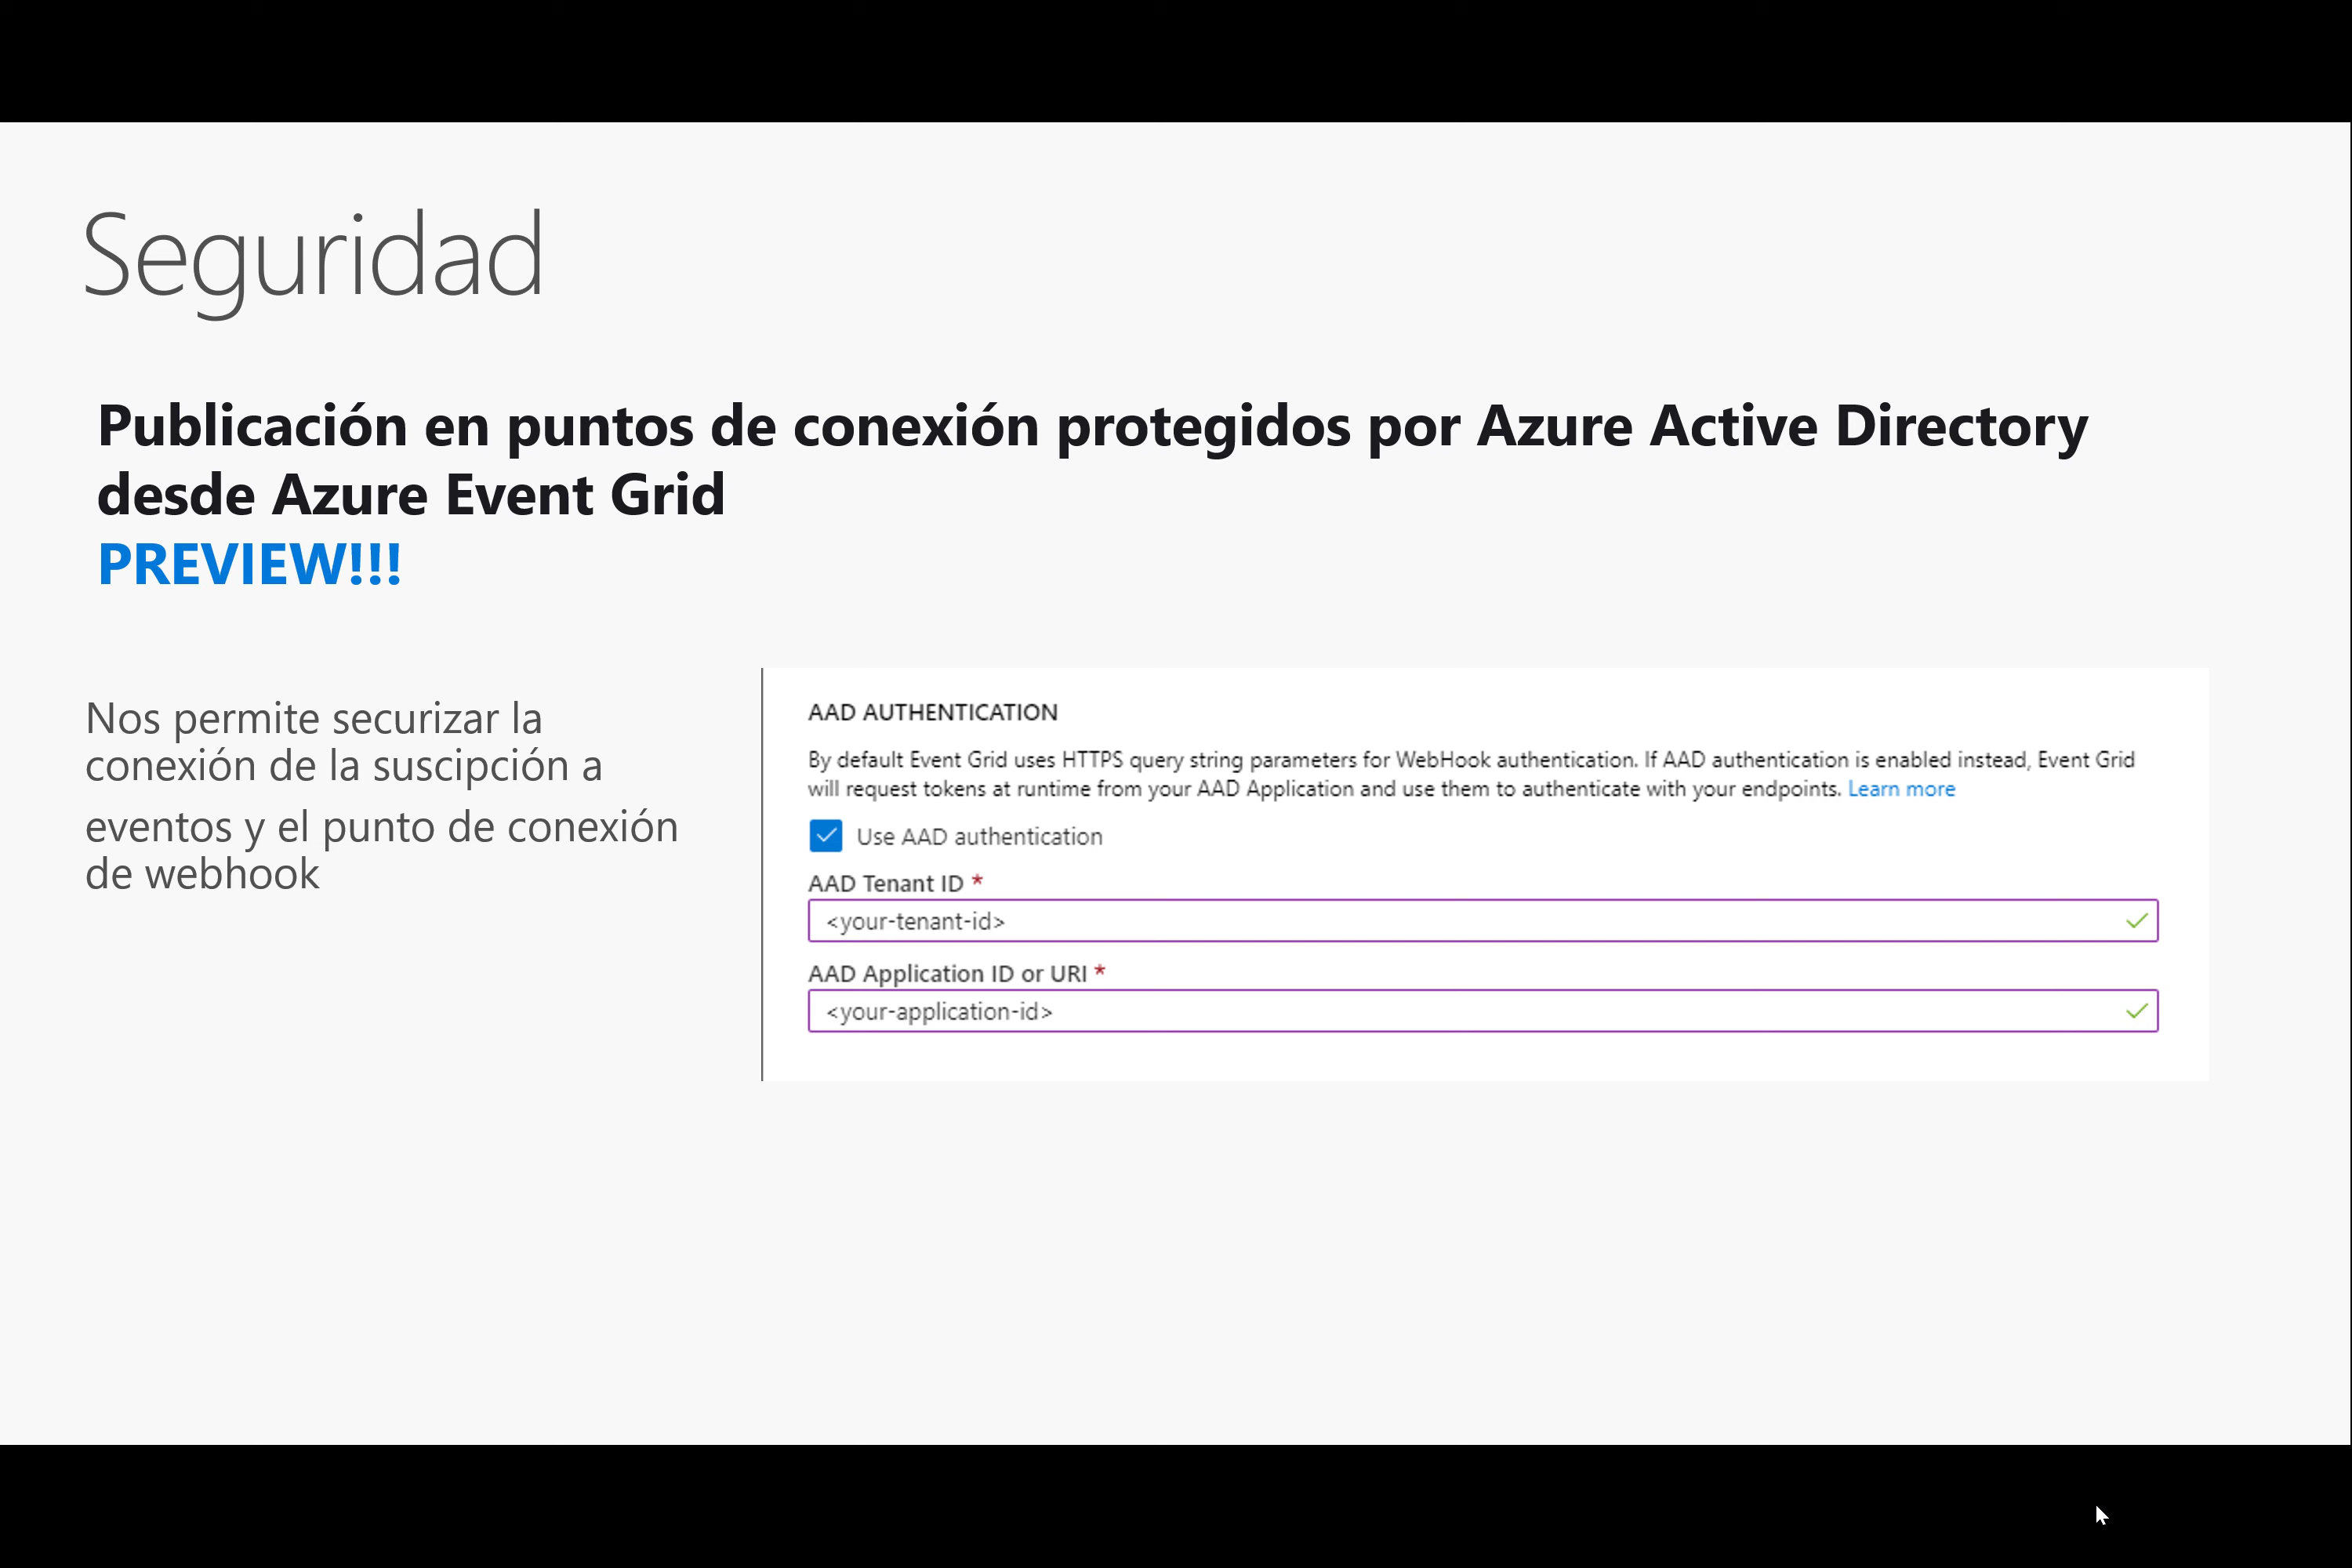 Seguridad
Publicación en puntos de conexión protegidos por Azure Active Directory
desde Azure Event Grid
PREVIEW!!!
Nos permite securizar la
conexión de la suscipción a
eventos y el punto de conexión
de webhook
AAD AUTHENTICATION
By default Event Grid uses HTTPS query string parameters for WebHook authentication. If AAD authentication is enabled instead, Event Grid
will request tokens at runtime from your AAD Application and use them to authenticate with your endpoints. Learn more
Use AAD authentication
AAD Tenant ID *
<your-tenant-id>
AAD Application ID or URI *
<your-application-id>